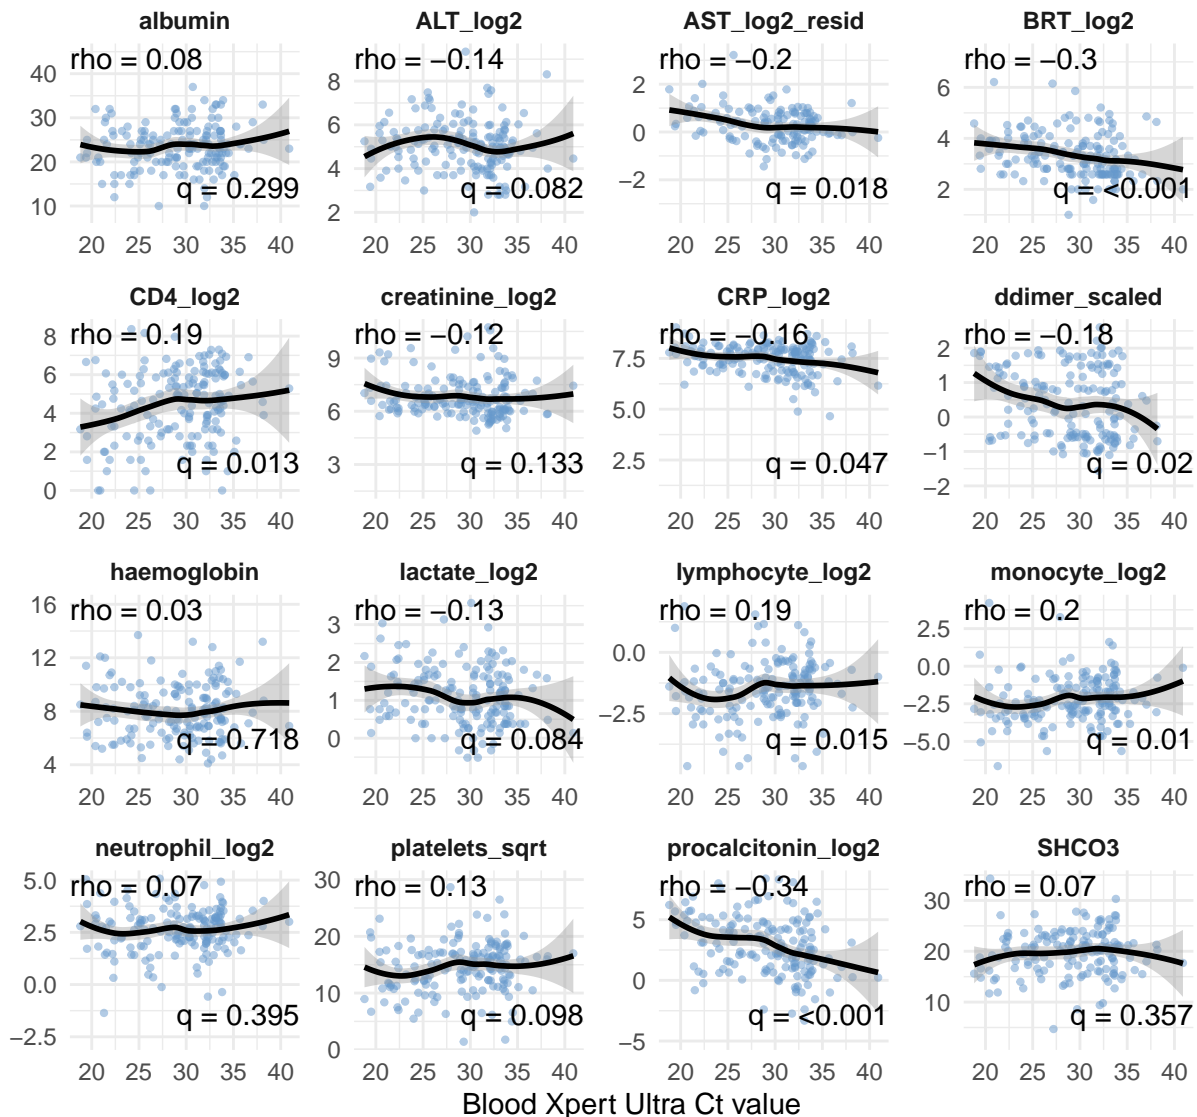 albumin ALT_log2 AST_log2_resid BRT_log2
rho = 0.08 rho = −0.14 rho = −0.2 rho = −0.3
40 30 20 10
8 6 4 2
2 0 −2
6 4 2
q = 0.299 q = 0.082 q = 0.018 q = <0.001
20 25 30 35 40 20 25 30 35 40 20 25 30 35 40 20 25 30 35 40
CD4_log2 creatinine_log2 CRP_log2 ddimer_scaled
rho = 0.19 rho = −0.12 rho = −0.16 rho = −0.18
8 6 4 2 0
9 6 3
7.5 5.0 2.5
2 1 0 −1 −2
q = 0.013 q = 0.133 q = 0.047 q = 0.02
20 25 30 35 40 20 25 30 35 40 20 25 30 35 40 20 25 30 35 40
haemoglobin lactate_log2 lymphocyte_log2 monocyte_log2
rho = 0.03 rho = −0.13 rho = 0.19 rho = 0.2
16 12 8 4
3 2 1 0
0.0 −2.5
2.5 0.0 −2.5 −5.0
q = 0.718 q = 0.084 q = 0.015 q = 0.01
20 25 30 35 40 20 25 30 35 40 20 25 30 35 40 20 25 30 35 40
neutrophil_log2 platelets_sqrt procalcitonin_log2 SHCO3
rho = 0.07 rho = 0.13 rho = −0.34 rho = 0.07
5.0 2.5 0.0 −2.5
30 20 10 0
5 0 −5
30 20 10
q = 0.395 q = 0.098 q = <0.001 q = 0.357
20 25 30 35 40 20 25 30 35 40 20 25 30 35 40 20 25 30 35 40
Blood Xpert Ultra Ct value